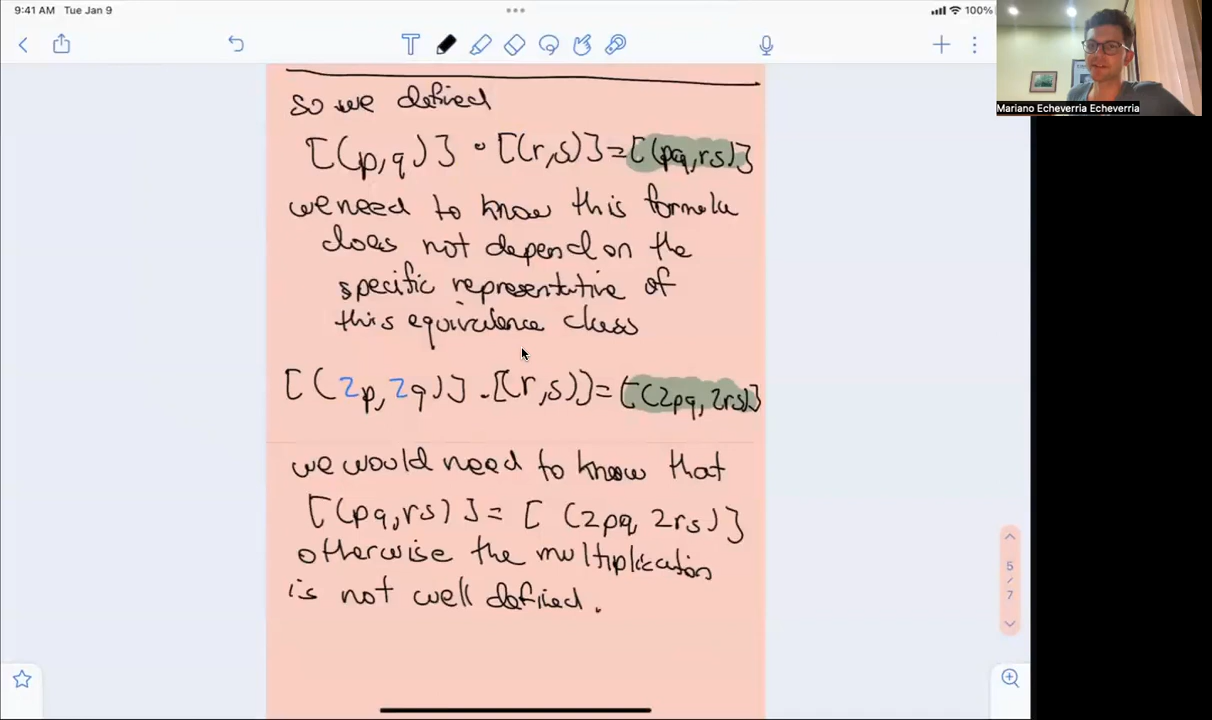 9:41 AM Tue Jan 9
100%
Mariano Echeverria Echeverria
so we defined
[(p,q)] • [(r,s)] = [(pq,rs)]
we need to know this formula
does not depend on the
specific representative of
this equivalence class
[(2p,2q)] . [(r,s)] = [(2pq, 2rs)]
we would need to know that
[(pq,rs)] = [(2pq, 2rs)]
otherwise the multiplication
is not well defined.
5
/
7